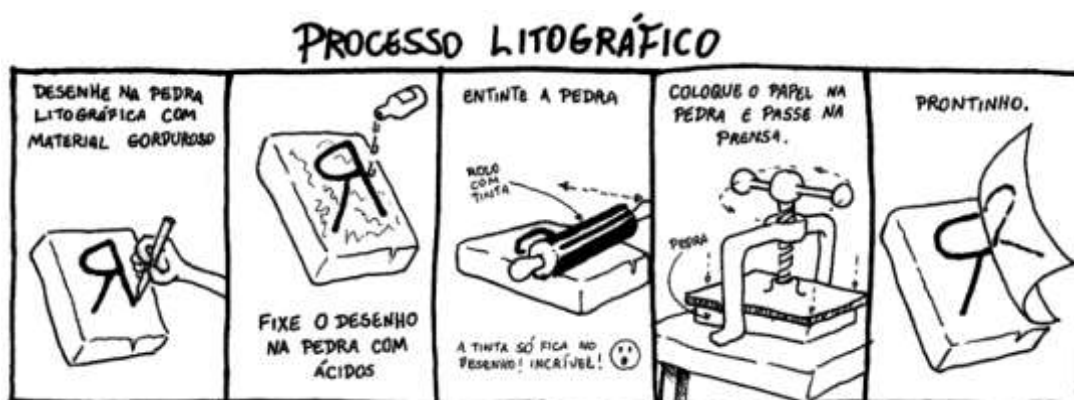 PROCESSO LITOGRÁFICO
DESENHE NA PEDRA
LITOGRÁFICA COM
MATERIAL GORDUROSO
FIXE O DESENHO
NA PEDRA COM
ÁCIDOS
ENTINTE A PEDRA
ROLO
COM
TINTA
A TINTA SÓ FICA NO
DESENHO! INCRÍVEL!
COLOQUE O PAPEL NA
PEDRA E PASSE NA
PRENSA.
PEDRA
PRONTINHO.